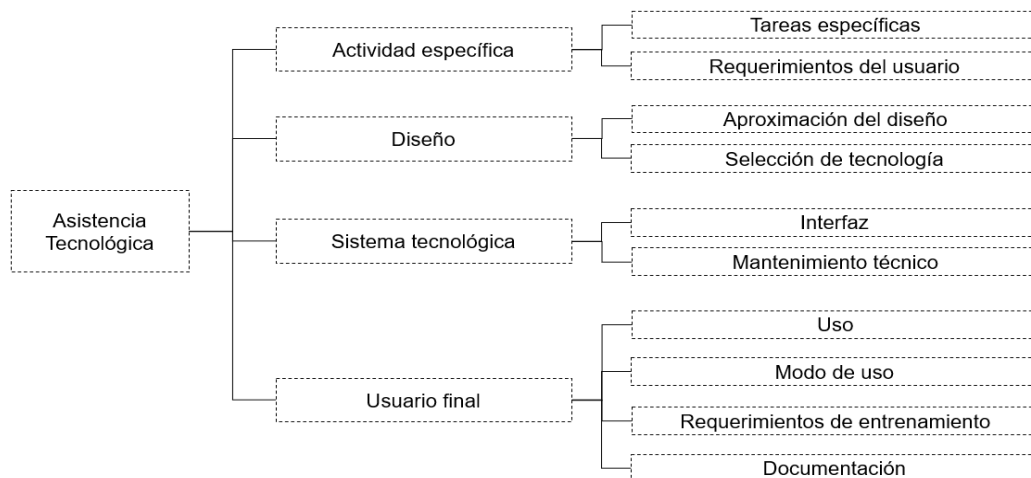 Asistencia
Tecnológica
Actividad específica
Tareas específicas
Requerimientos del usuario
Diseño
Aproximación del diseño
Selección de tecnología
Sistema tecnológica
Interfaz
Mantenimiento técnico
Usuario final
Uso
Modo de uso
Requerimientos de entrenamiento
Documentación